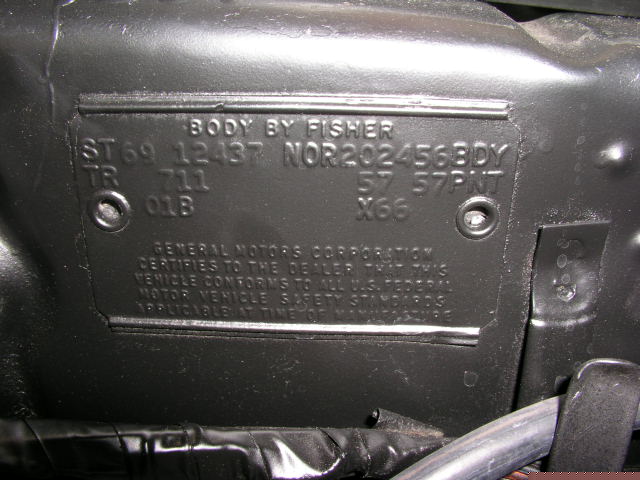 BODY BY FISHER
ST69 12437 NOR202456BDY
TR 711 57 57PNT
01B X66
GENERAL MOTORS CORPORATION
CERTIFIES TO THE DEALER THAT THIS
VEHICLE CONFORMS TO ALL U.S. FEDERAL
MOTOR VEHICLE SAFETY STANDARDS
APPLICABLE AT TIME OF MANUFACTURE